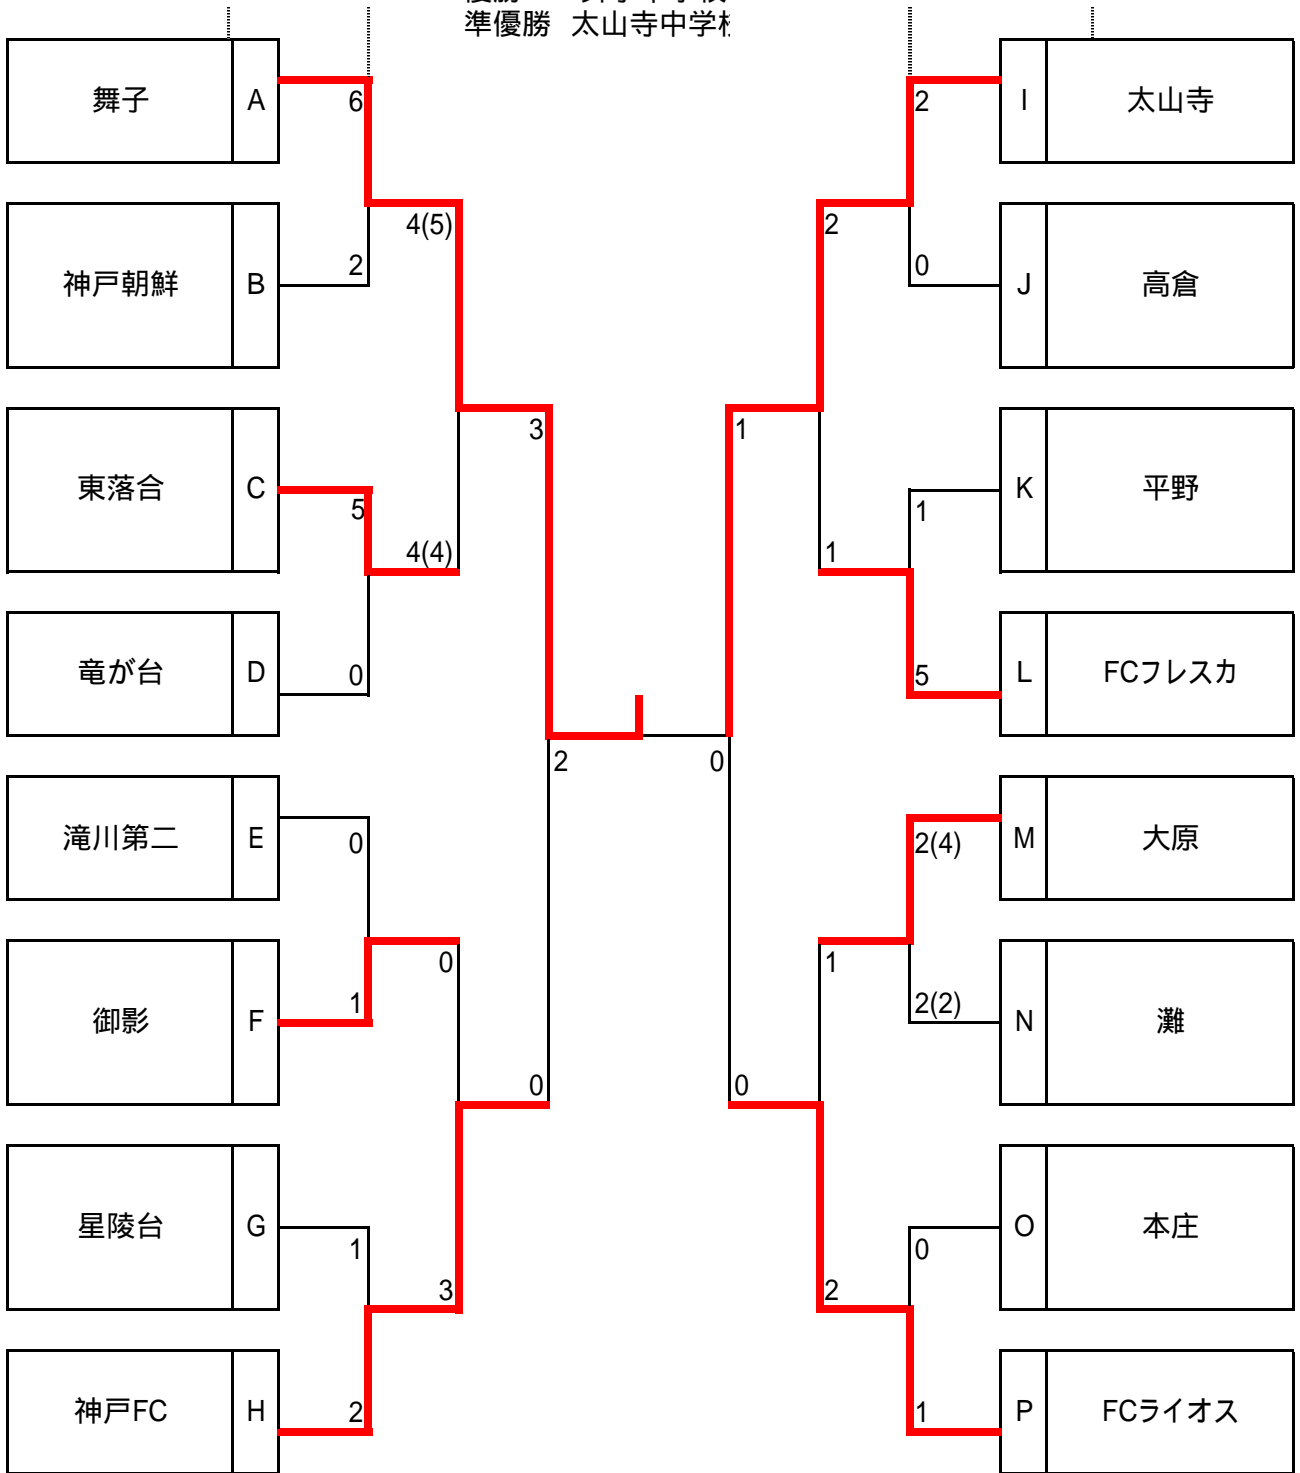 準優勝 太山寺中学校
舞子 A 6 2 I 太山寺
4(5) 2
神戸朝鮮 B 2 0 J 高倉
3 1
東落合 C 5 1 K 平野
4(4) 1
竜が台 D 0 5 L FCフレスカ
2 0
滝川第二 E 0 2(4) M 大原
0 1
御影 F 1 2(2) N 灘
0 0
星陵台 G 1 0 O 本庄
3 2
神戸FC H 2 1 P FCライオス